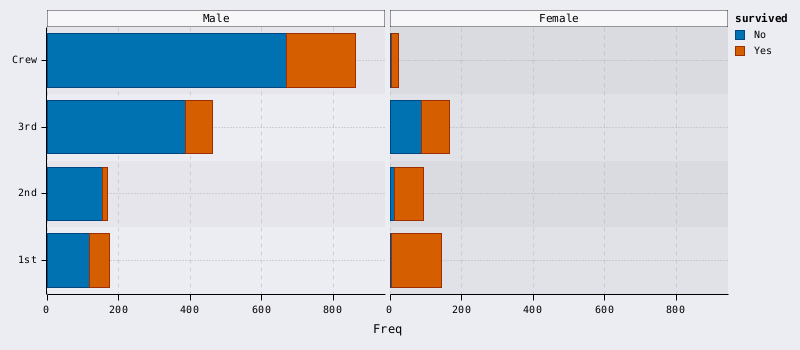 Male
Female
survived
No
Yes
Crew
3rd
2nd
1st
0 200 400 600 800
0 200 400 600 800
Freq